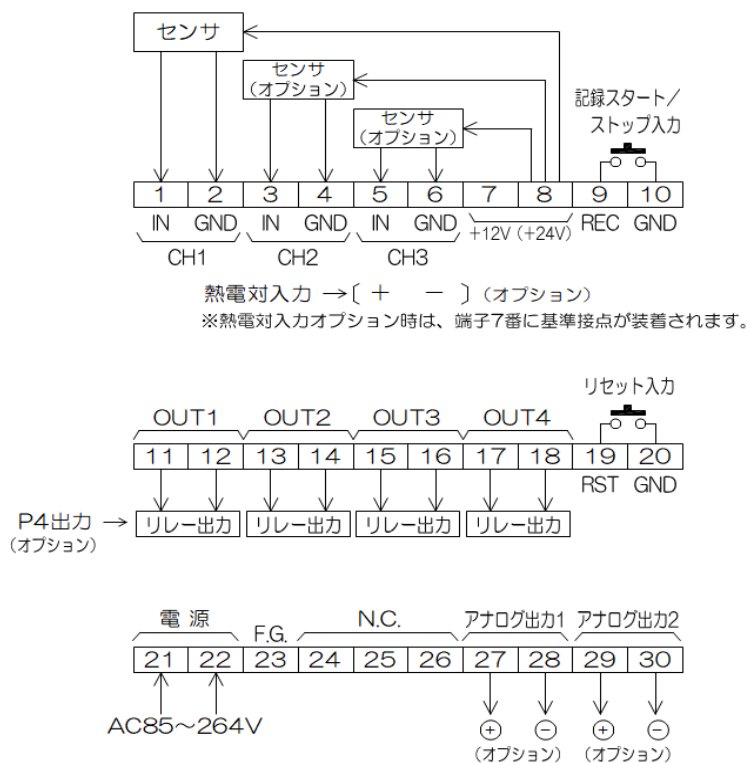 センサ
センサ
(オプション)
センサ
(オプション)
記録スタート／
ストップ入力
1 2 3 4 5 6 7 8 9 10
IN GND IN GND IN GND +12V (+24V) REC GND
CH1 CH2 CH3
熱電対入力 →〔 + − 〕(オプション)
※熱電対入力オプション時は、端子7番に基準接点が装着されます。
リセット入力
OUT1 OUT2 OUT3 OUT4
11 12 13 14 15 16 17 18 19 20
RST GND
P4出力 → リレー出力 リレー出力 リレー出力 リレー出力
(オプション)
電源 F.G. N.C. アナログ出力1 アナログ出力2
21 22 23 24 25 26 27 28 29 30
AC85～264V
+ − + −
(オプション) (オプション)